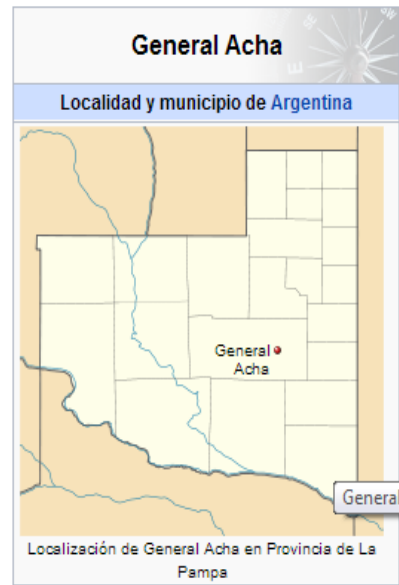 General Acha
Localidad y municipio de Argentina
General
Acha
General
Localización de General Acha en Provincia de La
Pampa